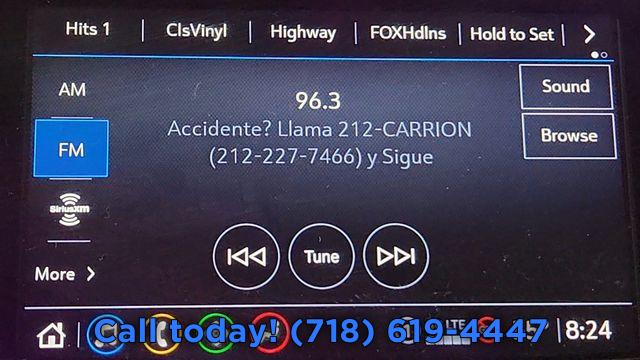 Hits 1 | ClsVinyl | Highway | FOXHdlns | Hold to Set | >
AM
FM
SiriusXM
More >
96.3
Accidente? Llama 212-CARRION
(212-227-7466) y Sigue
Sound
Browse
Tune
LTE
8:24
Call today! (718) 619-4447